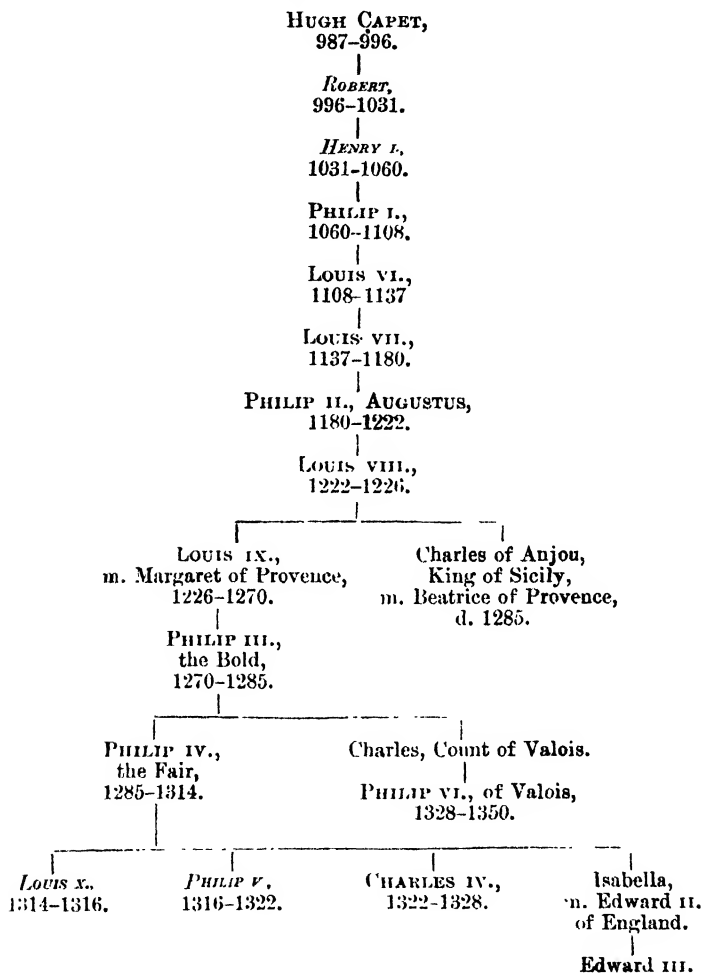 HUGH CAPET,
987-996.
ROBERT,
996-1031.
HENRY I.,
1031-1060.
PHILIP I.,
1060-1108.
LOUIS VI.,
1108-1137
LOUIS VII.,
1137-1180.
PHILIP II., AUGUSTUS,
1180-1222.
LOUIS VIII.,
1222-1226.
LOUIS IX.,
m. Margaret of Provence,
1226-1270.
Charles of Anjou,
King of Sicily,
m. Beatrice of Provence,
d. 1285.
PHILIP III.,
the Bold,
1270-1285.
PHILIP IV.,
the Fair,
1285-1314.
Charles, Count of Valois.
PHILIP VI., of Valois,
1328-1350.
LOUIS X.,
1314-1316.
PHILIP V.
1316-1322.
CHARLES IV.,
1322-1328.
Isabella,
m. Edward II.
of England.
Edward III.